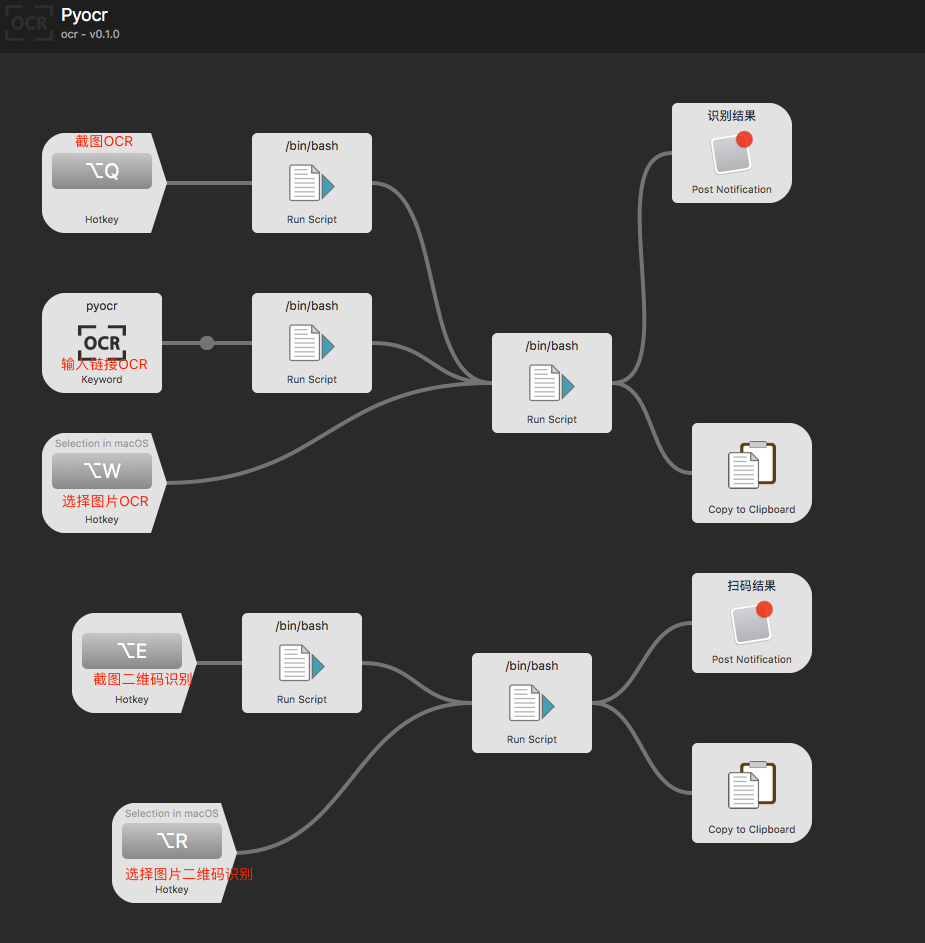 OCR
Pyocr
ocr - v0.1.0
截图OCR
⌥Q
Hotkey
/bin/bash
Run Script
识别结果
Post Notification
pyocr
OCR
输入链接OCR
Keyword
/bin/bash
Run Script
/bin/bash
Run Script
Selection in macOS
⌥W
选择图片OCR
Hotkey
Copy to Clipboard
⌥E
截图二维码识别
Hotkey
/bin/bash
Run Script
/bin/bash
Run Script
扫码结果
Post Notification
Copy to Clipboard
Selection in macOS
⌥R
选择图片二维码识别
Hotkey